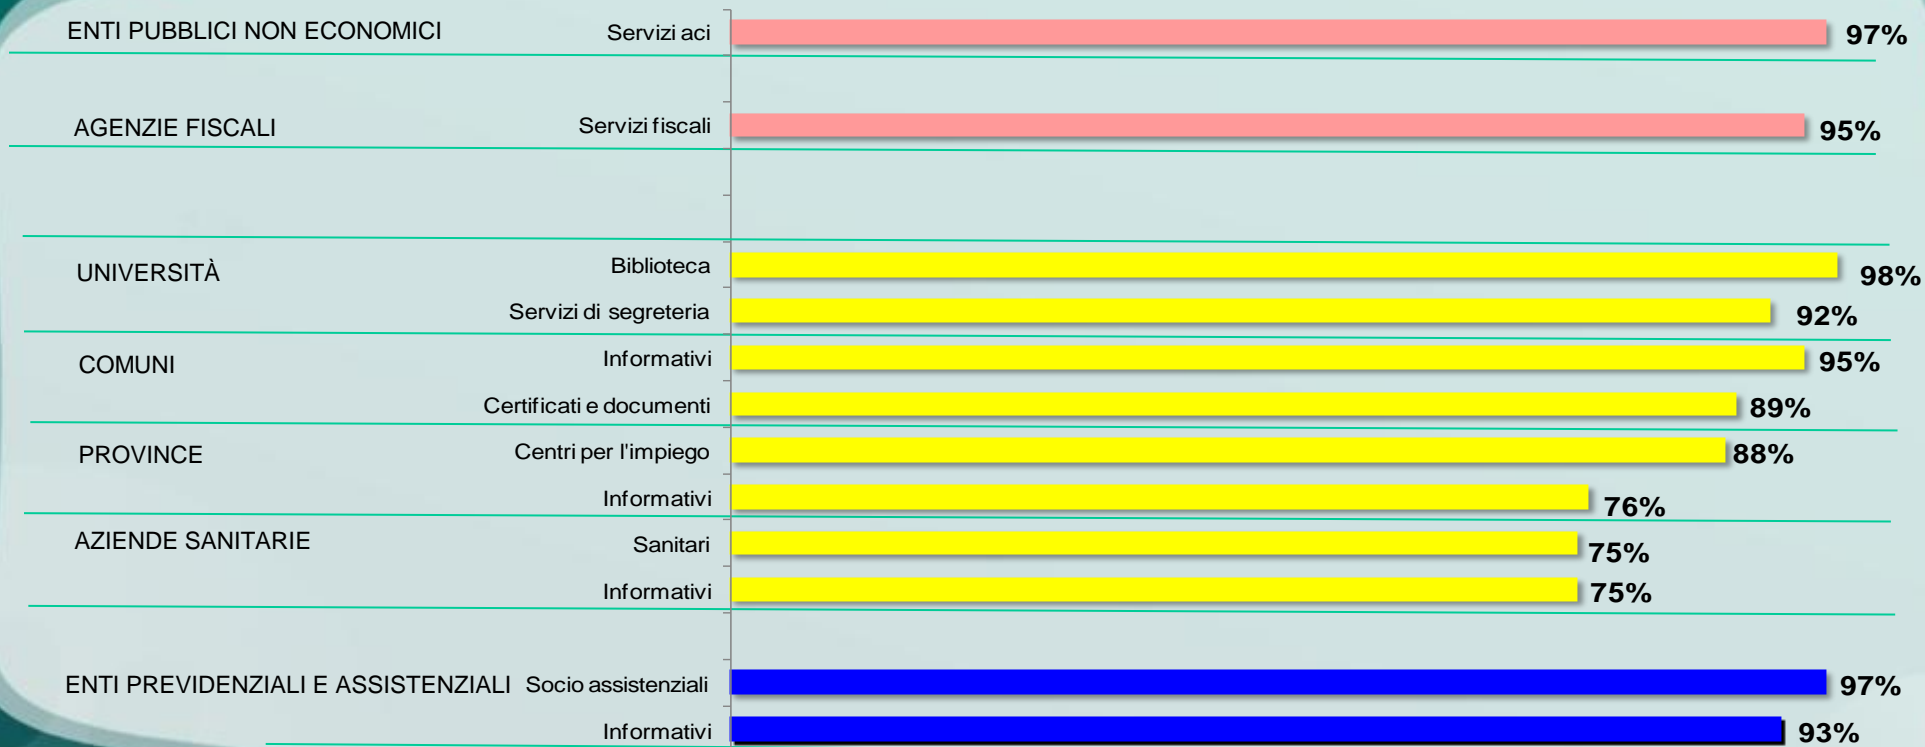 ENTI PUBBLICI NON ECONOMICI Servizi aci 97%
AGENZIE FISCALI Servizi fiscali 95%
UNIVERSITÀ Biblioteca 98%
Servizi di segreteria 92%
COMUNI Informativi 95%
Certificati e documenti 89%
PROVINCE Centri per l'impiego 88%
Informativi 76%
AZIENDE SANITARIE Sanitari 75%
Informativi 75%
ENTI PREVIDENZIALI E ASSISTENZIALI Socio assistenziali 97%
Informativi 93%